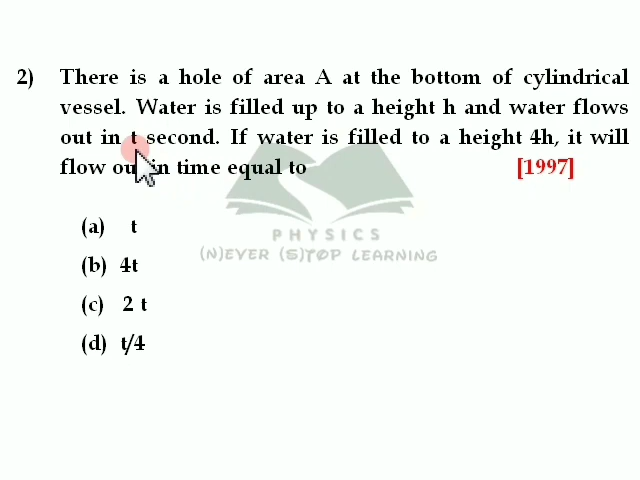 2) There is a hole of area A at the bottom of cylindrical
vessel. Water is filled up to a height h and water flows
out in t second. If water is filled to a height 4h, it will
flow out in time equal to [1997]
PHYSICS
(N)EVER (S)TOP LEARNING
(a) t
(b) 4t
(c) 2 t
(d) t/4